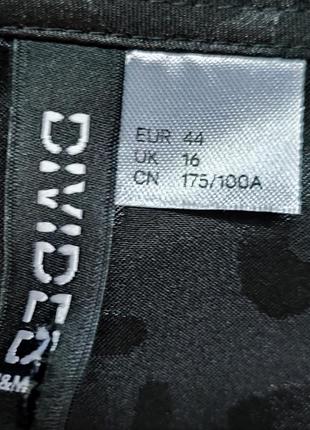 DIVIDED
&M
EUR 44
UK 16
CN 175/100A